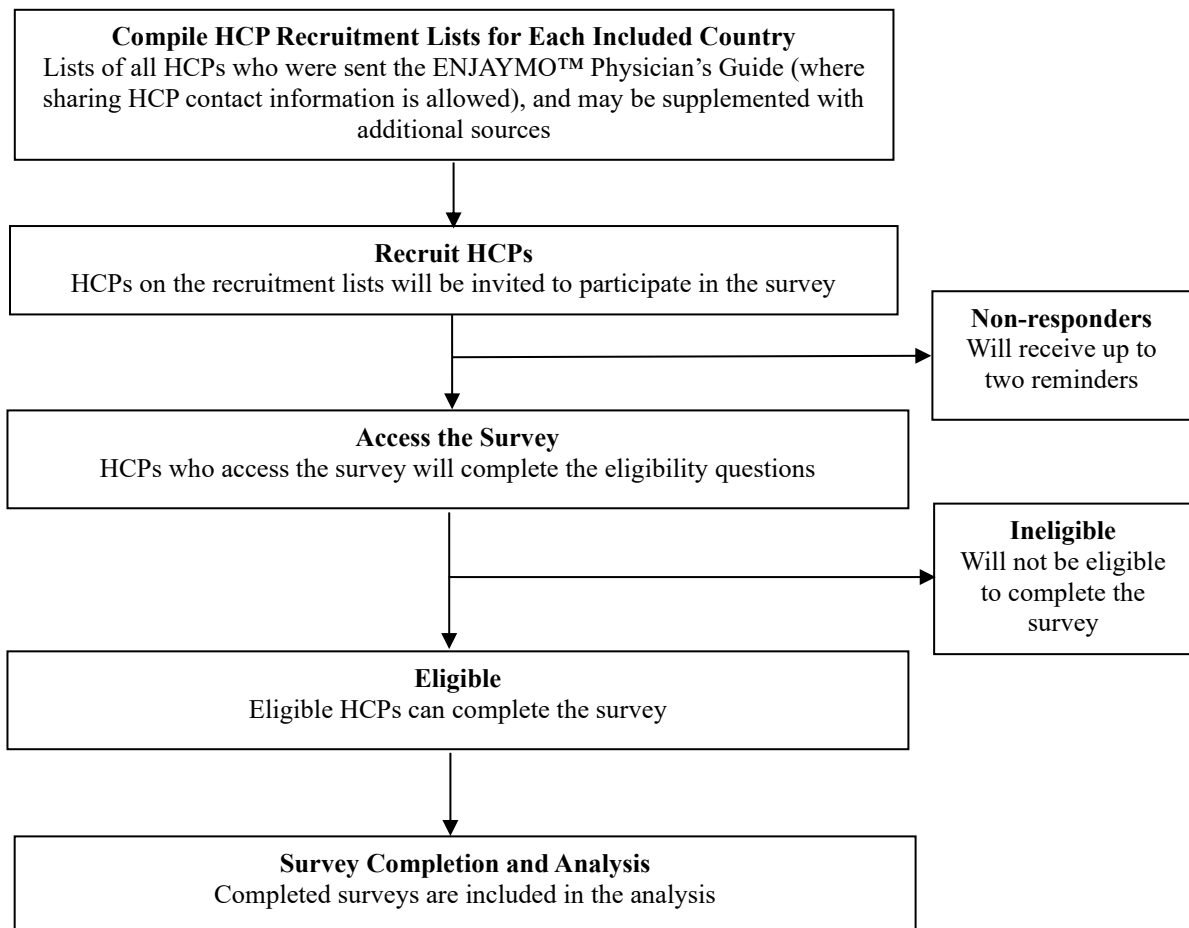 Compile HCP Recruitment Lists for Each Included Country
Lists of all HCPs who were sent the ENJAYMO™ Physician’s Guide (where
sharing HCP contact information is allowed), and may be supplemented with
additional sources
Recruit HCPs
HCPs on the recruitment lists will be invited to participate in the survey
Non-responders
Will receive up to
two reminders
Access the Survey
HCPs who access the survey will complete the eligibility questions
Ineligible
Will not be eligible
to complete the
survey
Eligible
Eligible HCPs can complete the survey
Survey Completion and Analysis
Completed surveys are included in the analysis